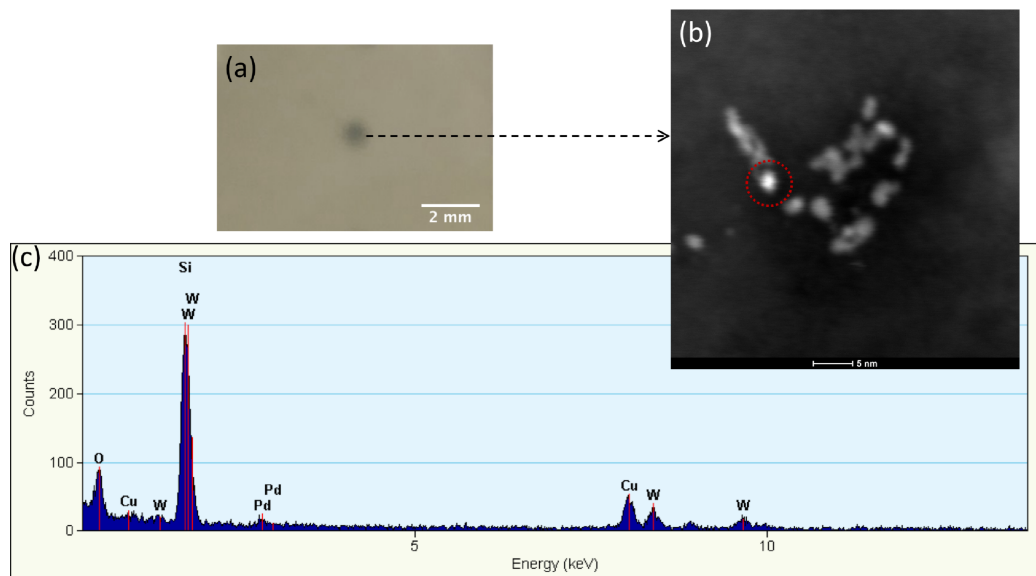 (a)
2 mm
(b)
5 nm
(c)
400
300
200
100
0
Counts
Si
W
W
O
Cu
W
Pd
Pd
Cu
W
W
5
10
Energy (keV)